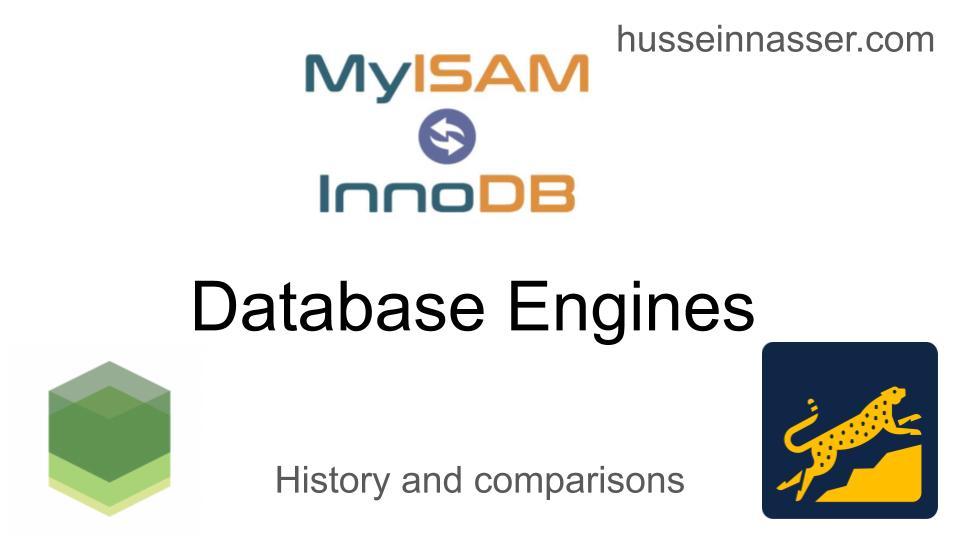 husseinnasser.com
MyISAM
InnoDB
Database Engines
History and comparisons